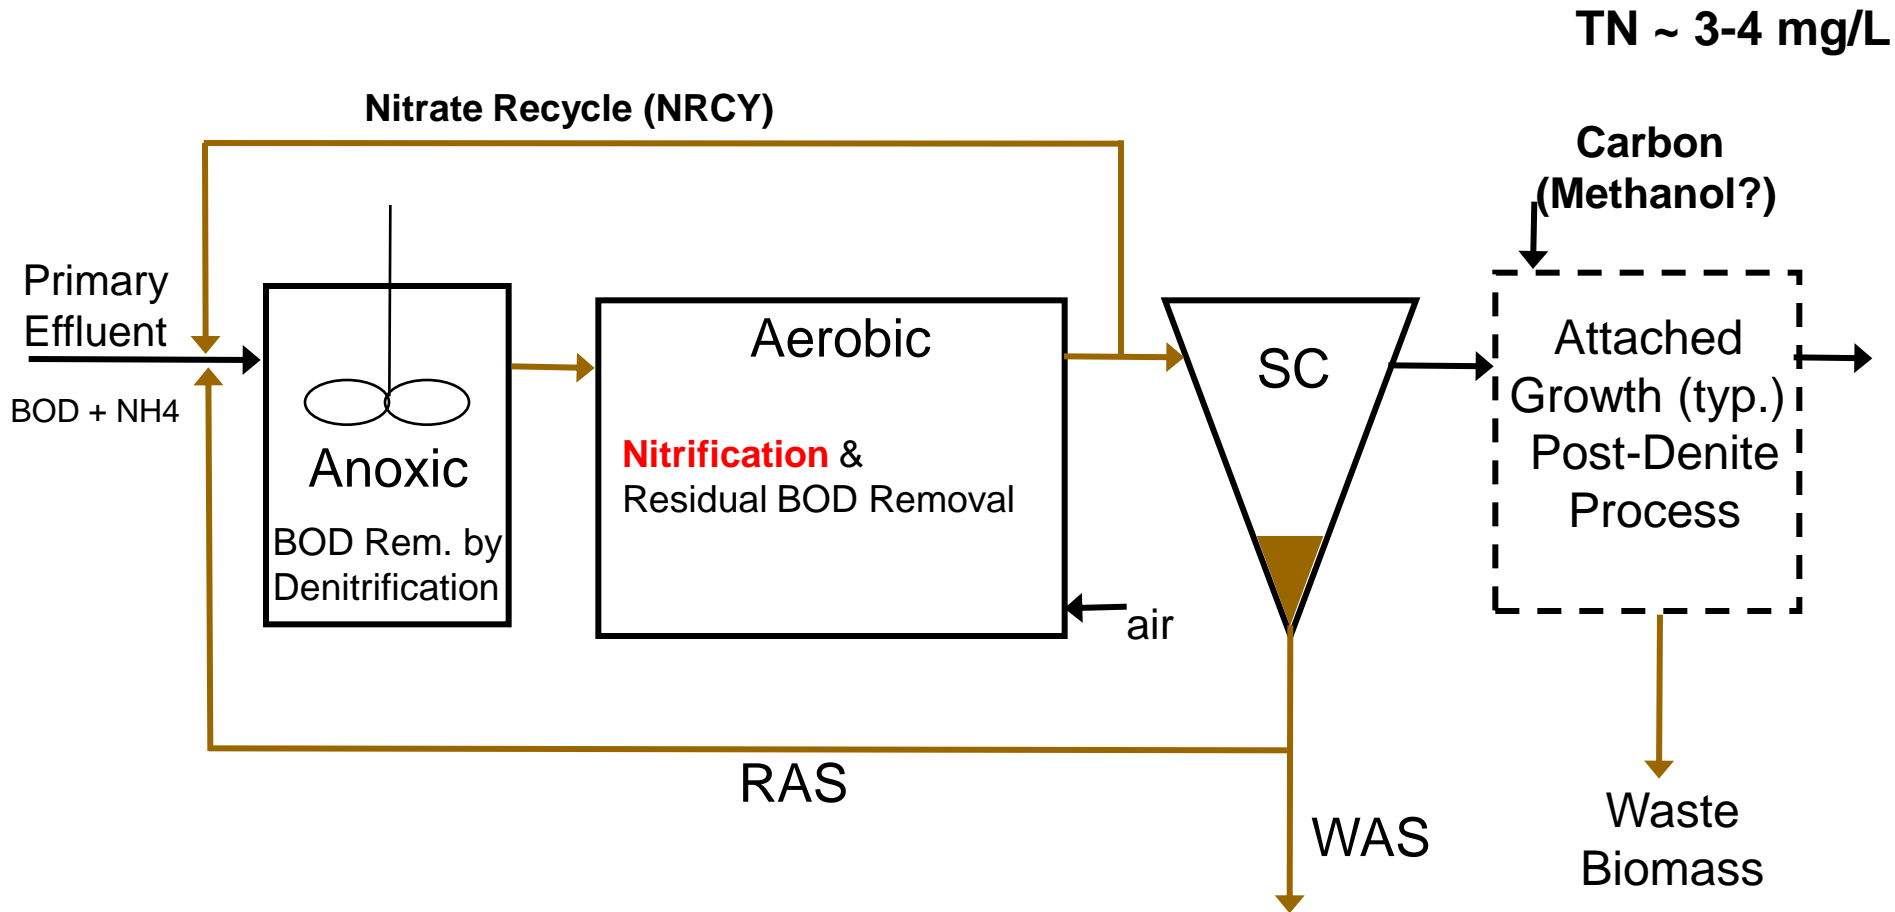 TN ~ 3-4 mg/L
Nitrate Recycle (NRCY)
Carbon
(Methanol?)
Primary
Effluent
BOD + NH4
Anoxic
BOD Rem. by
Denitrification
Aerobic
Nitrification &
Residual BOD Removal
air
SC
Attached
Growth (typ.)
Post-Denite
Process
RAS
WAS
Waste
Biomass